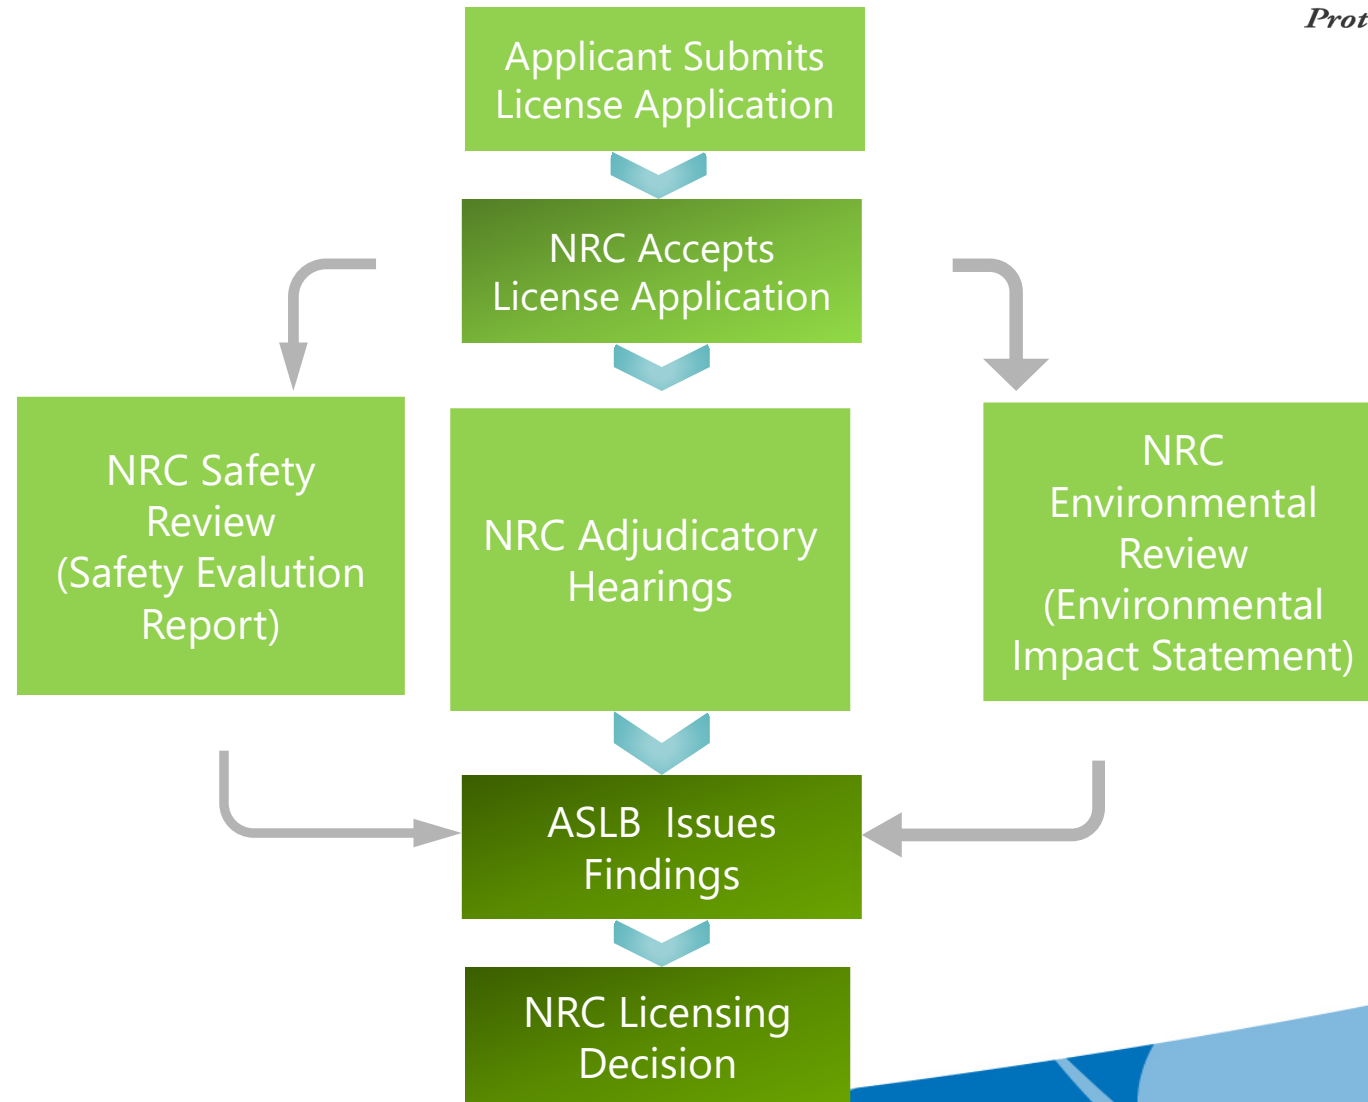 Prot
Applicant Submits
License Application
NRC Accepts
License Application
NRC Safety
Review
(Safety Evalution
Report)
NRC Adjudicatory
Hearings
NRC
Environmental
Review
(Environmental
Impact Statement)
ASLB Issues
Findings
NRC Licensing
Decision